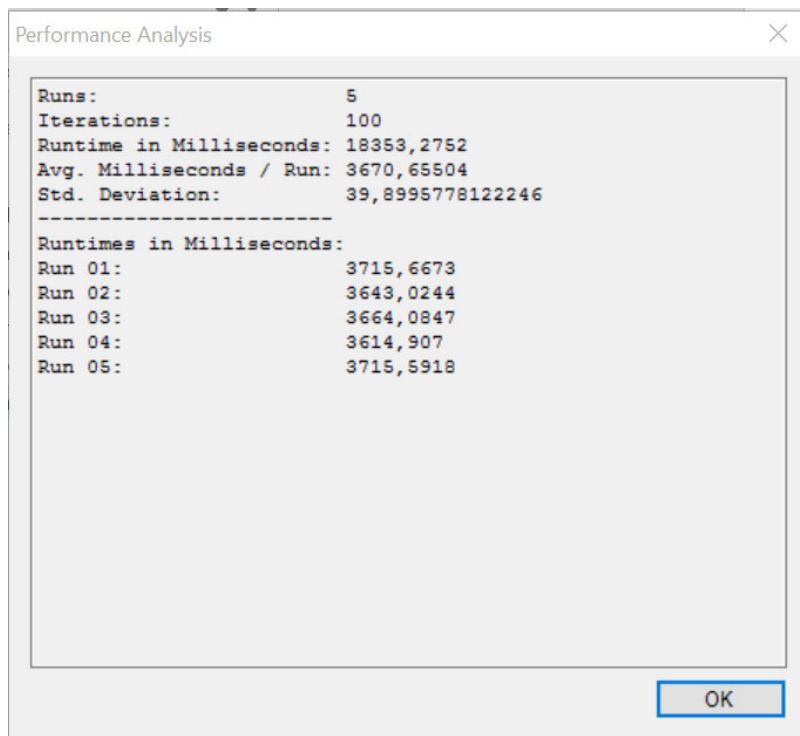 Performance Analysis
Runs: 5
Iterations: 100
Runtime in Milliseconds: 18353,2752
Avg. Milliseconds / Run: 3670,65504
Std. Deviation: 39,8995778122246
------------------------
Runtimes in Milliseconds:
Run 01: 3715,6673
Run 02: 3643,0244
Run 03: 3664,0847
Run 04: 3614,907
Run 05: 3715,5918
OK